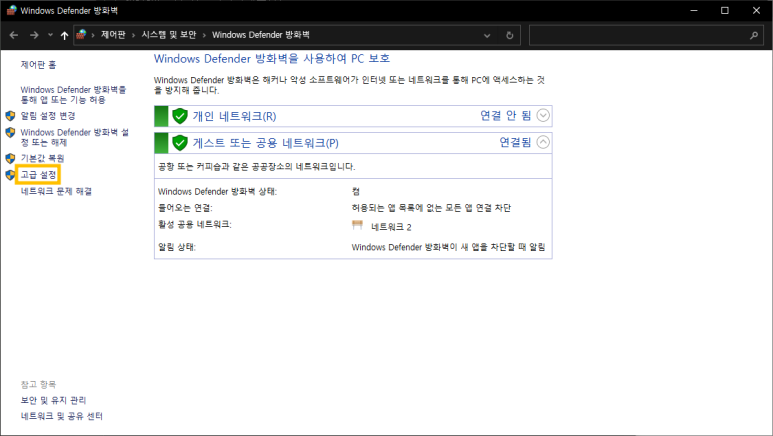 Windows Defender 방화벽
제어판 › 시스템 및 보안 › Windows Defender 방화벽
제어판 홈
Windows Defender 방화벽을
통해 앱 또는 기능 허용
알림 설정 변경
Windows Defender 방화벽 설
정 또는 해제
기본값 복원
고급 설정
네트워크 문제 해결
Windows Defender 방화벽을 사용하여 PC 보호
Windows Defender 방화벽은 해커나 악성 소프트웨어가 인터넷 또는 네트워크를 통해 PC에 액세스하는 것
을 방지해 줍니다.
개인 네트워크(R) 연결 안 됨
게스트 또는 공용 네트워크(P) 연결됨
공항 또는 커피숍과 같은 공공장소의 네트워크입니다.
Windows Defender 방화벽 상태: 켬
들어오는 연결: 허용되는 앱 목록에 없는 모든 앱 연결 차단
활성 공용 네트워크: 네트워크 2
알림 상태: Windows Defender 방화벽이 새 앱을 차단할 때 알림
참고 항목
보안 및 유지 관리
네트워크 및 공유 센터